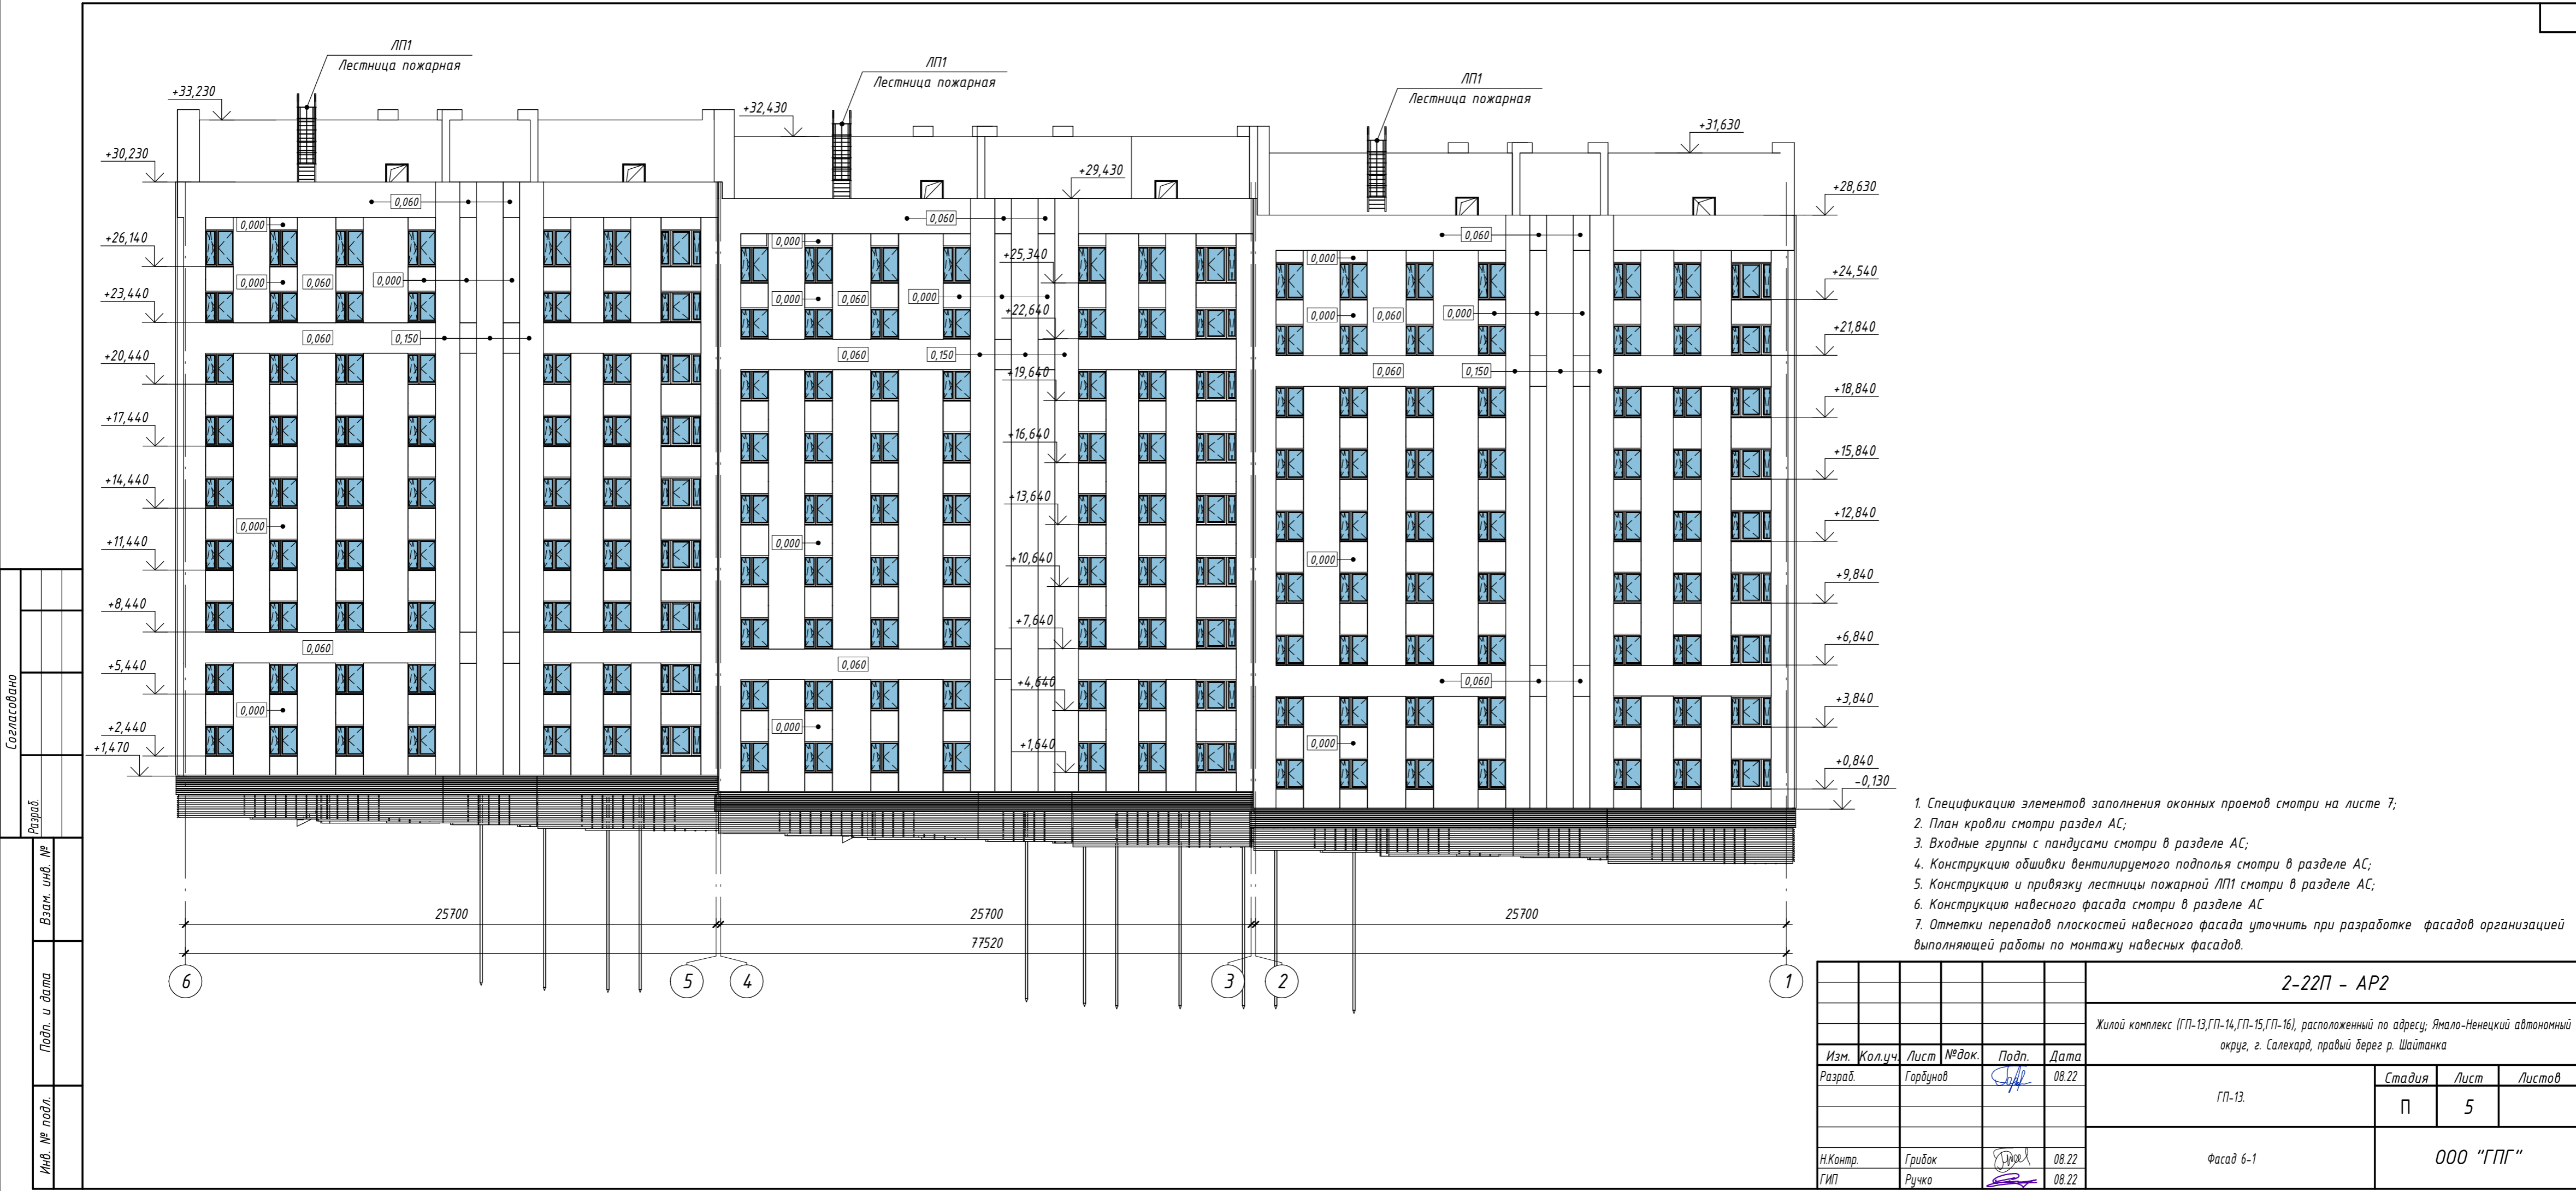 ЛП1
Лестница пожарная
ЛП1
Лестница пожарная
ЛП1
Лестница пожарная
+33,230
+32,430
+31,630
+30,230
+29,430
+28,630
0,060
0,060
0,060
0,000
0,000
0,000
+26,140
+25,340
+24,540
0,000
0,060
0,000
0,000
0,060
0,000
0,000
0,060
0,000
+23,440
+22,640
+21,840
0,060
0,150
0,060
0,150
0,060
0,150
+20,440
+19,640
+18,840
+17,440
+16,640
+15,840
+14,440
+13,640
+12,840
0,000
0,000
0,000
+11,440
+10,640
+9,840
+8,440
+7,640
+6,840
0,060
0,060
0,060
+5,440
+4,640
+3,840
0,000
0,000
0,000
+2,440
+1,640
+0,840
+1,470
-0,130
25700
25700
25700
77520
6
5
4
3
2
1
1. Спецификацию элементов заполнения оконных проемов смотри на листе 7;
2. План кровли смотри раздел АС;
3. Входные группы с пандусами смотри в разделе АС;
4. Конструкцию обшивки вентилируемого подполья смотри в разделе АС;
5. Конструкцию и привязку лестницы пожарной ЛП1 смотри в разделе АС;
6. Конструкцию навесного фасада смотри в разделе АС
7. Отметки перепадов плоскостей навесного фасада уточнить при разработке фасадов организацией
выполняющей работы по монтажу навесных фасадов.
Согласовано
Разраб.
Взам. инв. №
Подп. и дата
Инв. № подл.
2-22П - АР2
Жилой комплекс (ГП-13,ГП-14,ГП-15,ГП-16), расположенный по адресу; Ямало-Ненецкий автономный
округ, г. Салехард, правый берег р. Шайтанка
Изм. Кол.уч. Лист №док. Подп. Дата
Разраб. Горбунов 08.22
ГП-13.
Стадия Лист Листов
П 5
Н.Контр. Грибок 08.22
ГИП Ручко 08.22
Фасад 6-1
ООО "ГПГ"